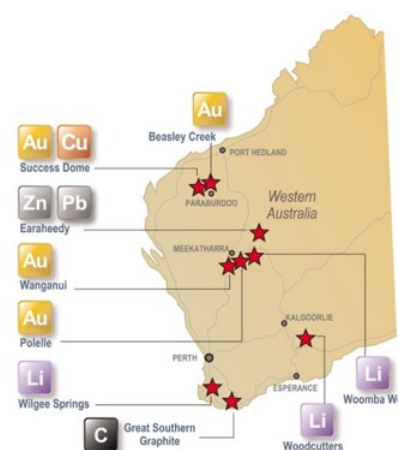 Au
Beasley Creek
Au Cu
Success Dome
PORT HEDLAND
PARABURDOO
Western
Australia
Zn Pb
Earaheedy
MEEKATHARRA
Au
Wanganui
Au
Polelle
KALGOORLIE
PERTH
ESPERANCE
Li
Wilgee Springs
Li
Woomba We
C
Great Southern
Graphite
Li
Woodcutters